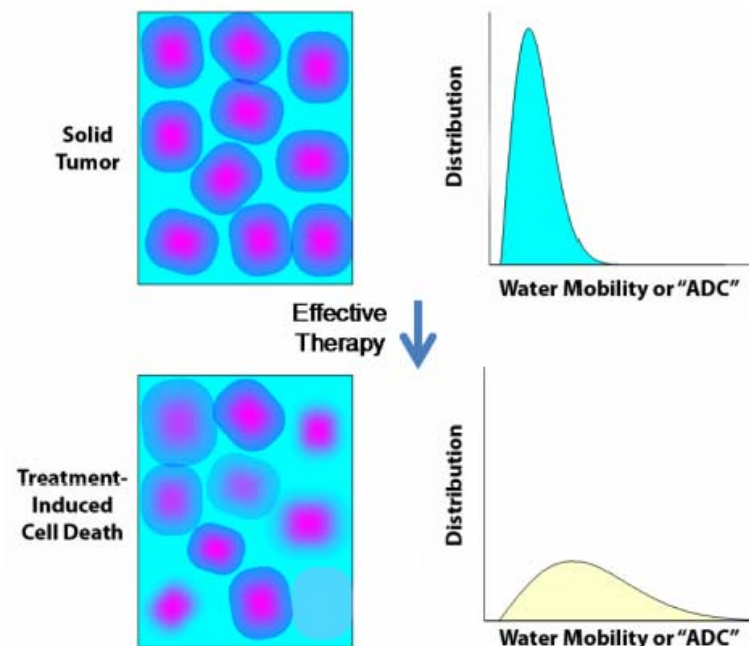 Solid
Tumor
Distribution
Water Mobility or "ADC"
Effective
Therapy
Treatment-
Induced
Cell Death
Distribution
Water Mobility or "ADC"